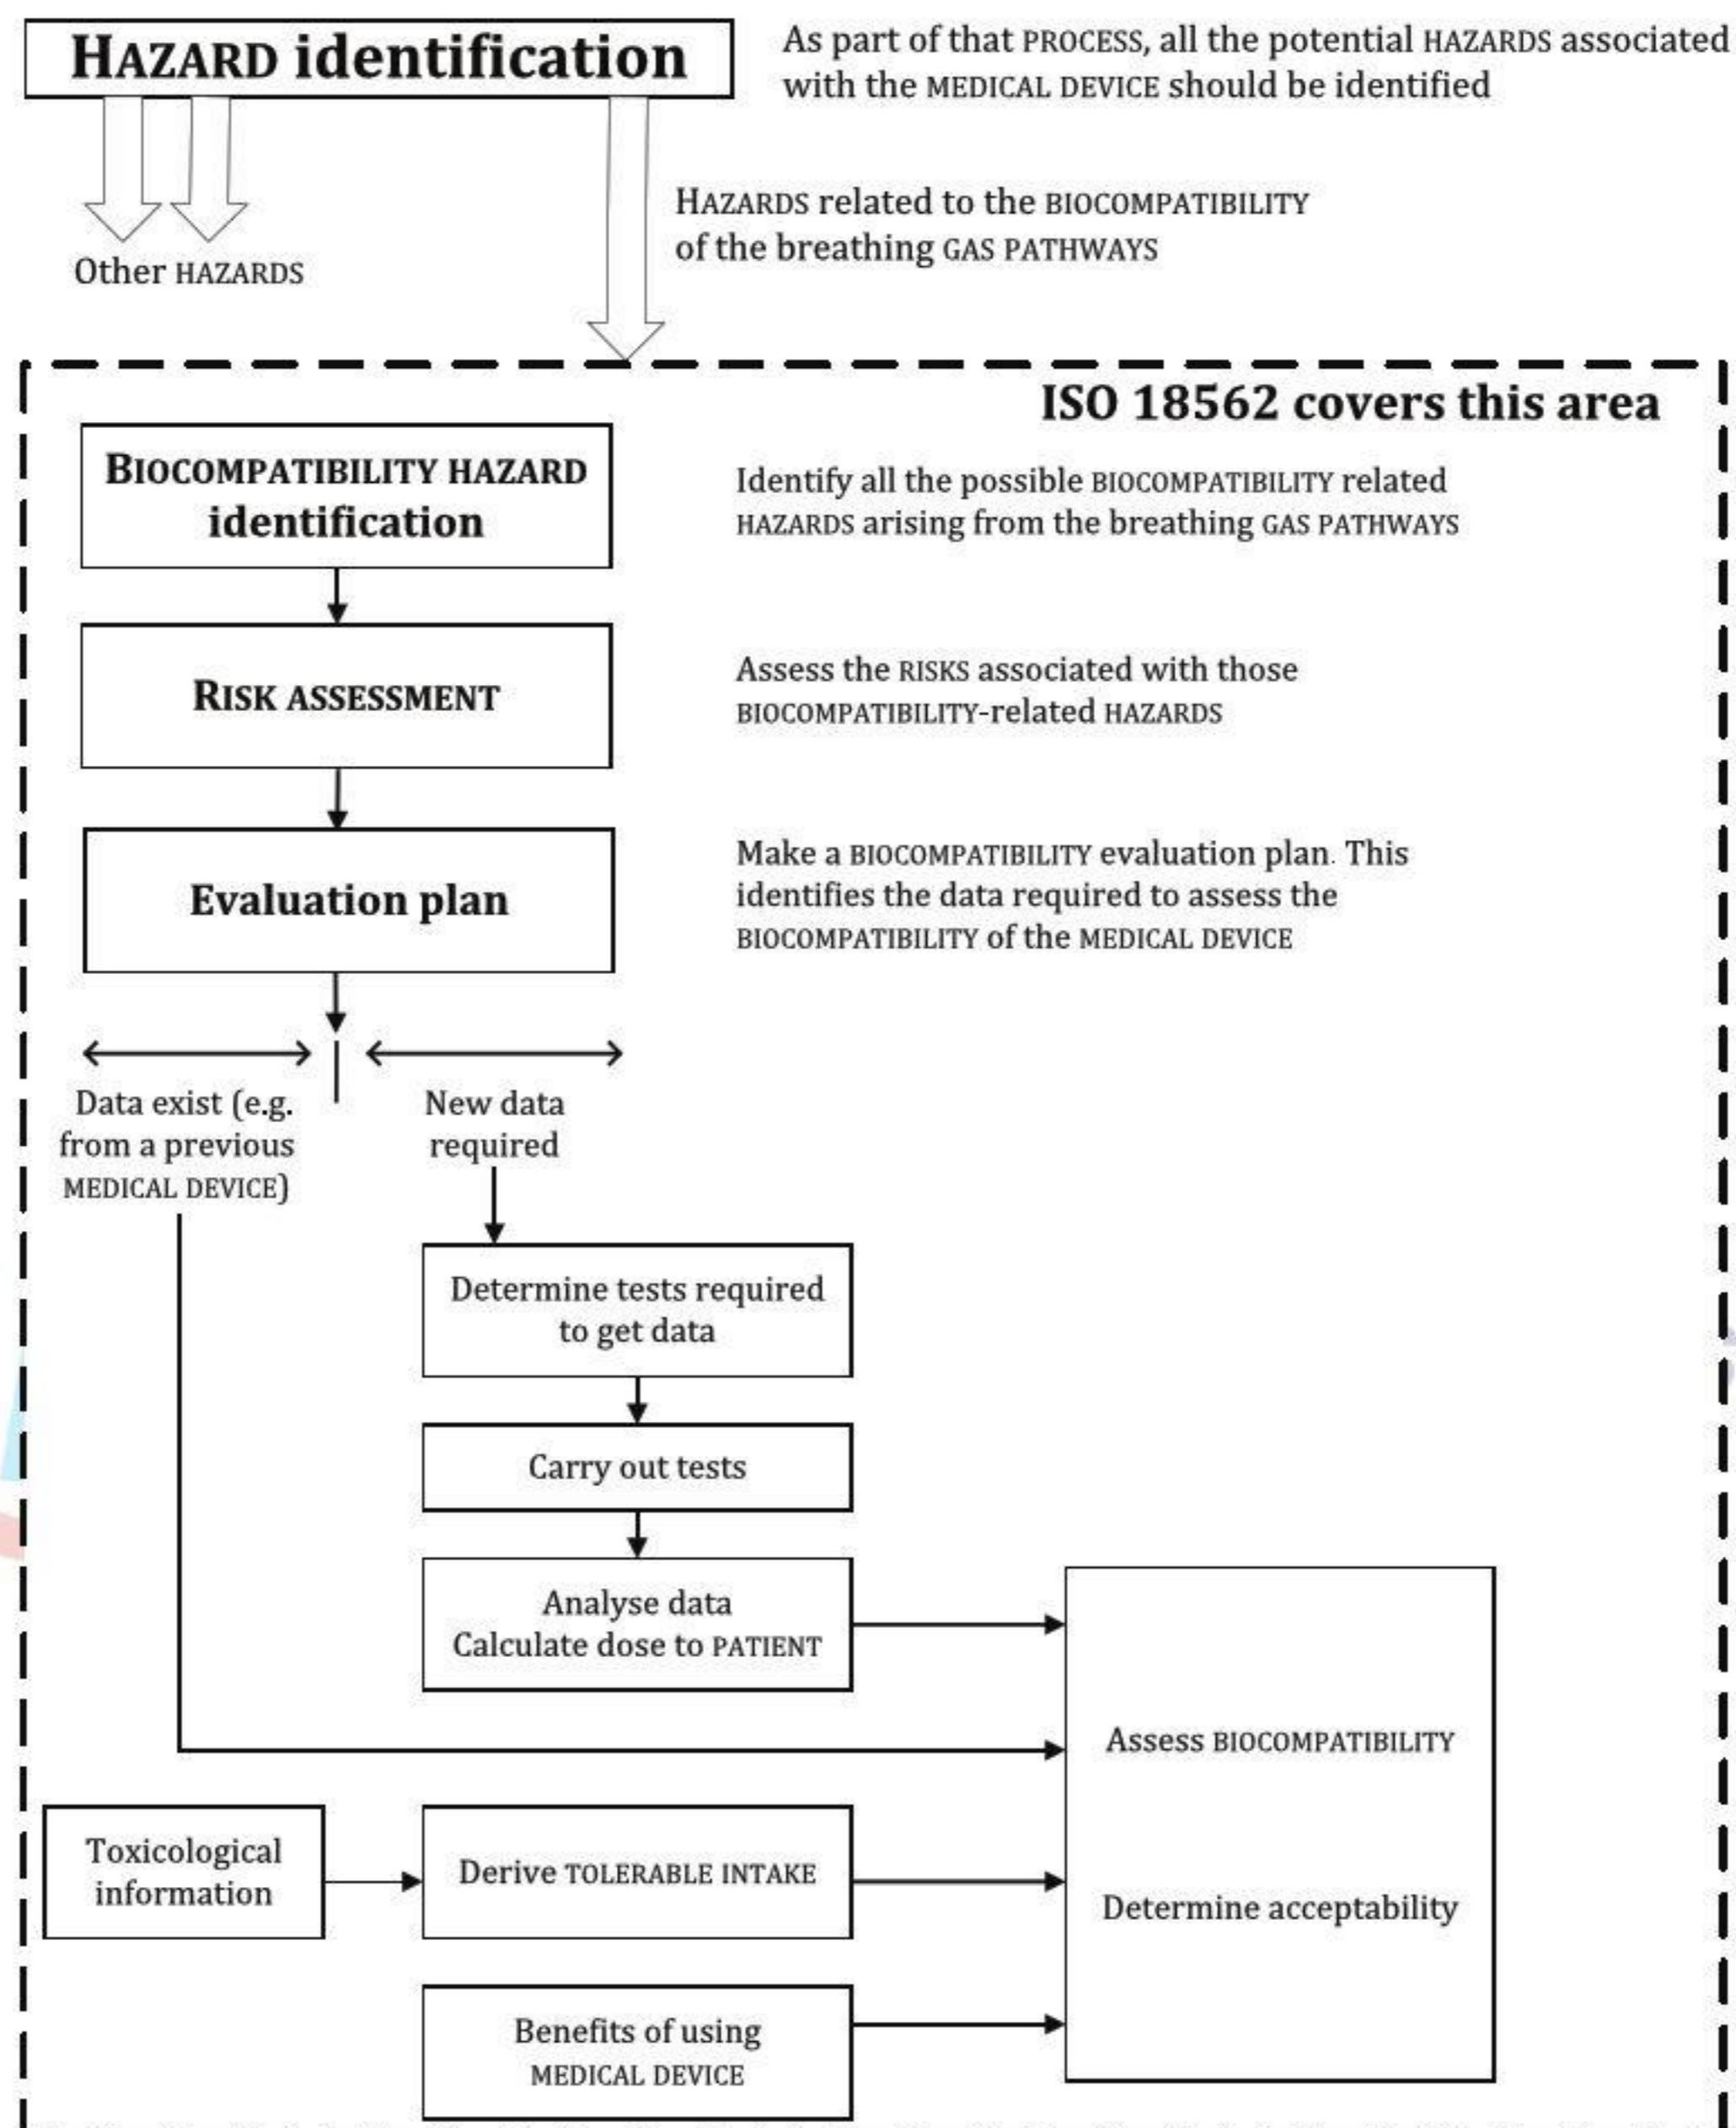 HAZARD identification
As part of that PROCESS, all the potential HAZARDS associated
with the MEDICAL DEVICE should be identified
Other HAZARDS
HAZARDS related to the BIOCOMPATIBILITY
of the breathing GAS PATHWAYS
ISO 18562 covers this area
BIOCOMPATIBILITY HAZARD
identification
Identify all the possible BIOCOMPATIBILITY related
HAZARDS arising from the breathing GAS PATHWAYS
RISK ASSESSMENT
Assess the RISKS associated with those
BIOCOMPATIBILITY-related HAZARDS
Evaluation plan
Make a BIOCOMPATIBILITY evaluation plan. This
identifies the data required to assess the
BIOCOMPATIBILITY of the MEDICAL DEVICE
Data exist (e.g.
from a previous
MEDICAL DEVICE)
New data
required
Determine tests required
to get data
Carry out tests
Analyse data
Calculate dose to PATIENT
Assess BIOCOMPATIBILITY
Determine acceptability
Toxicological
information
Derive TOLERABLE INTAKE
Benefits of using
MEDICAL DEVICE